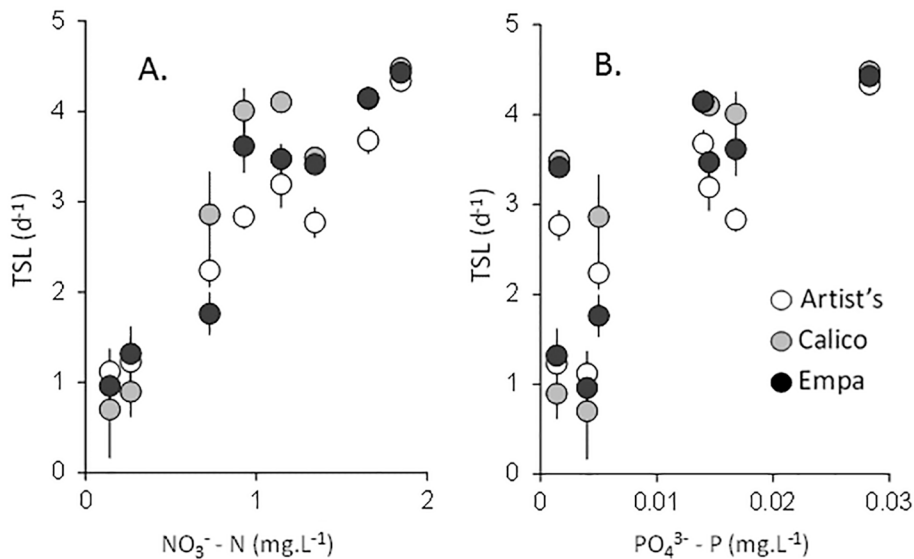 A.
TSL (d⁻¹)
5
4
3
2
1
0
0 1 2
NO₃⁻ - N (mg.L⁻¹)
B.
TSL (d⁻¹)
5
4
3
2
1
0
0 0.01 0.02 0.03
PO₄³⁻ - P (mg.L⁻¹)
Artist's
Calico
Empa